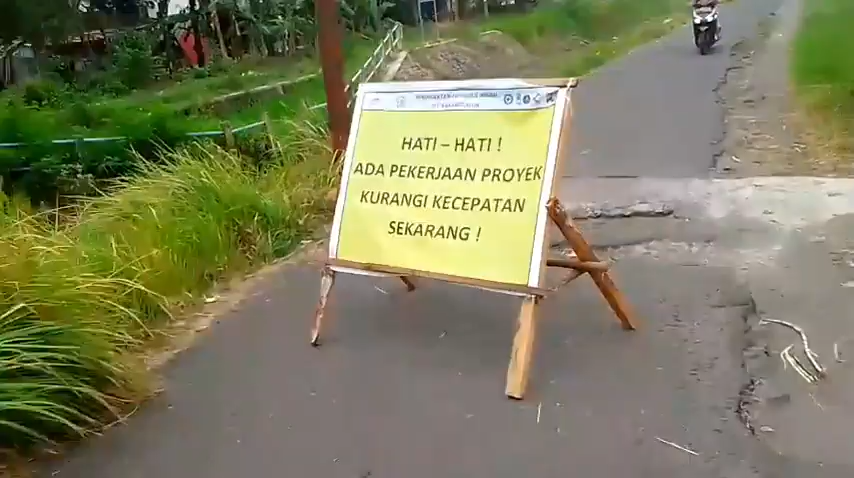 HATI – HATI !
ADA PEKERJAAN PROYEK
KURANGI KECEPATAN
SEKARANG !